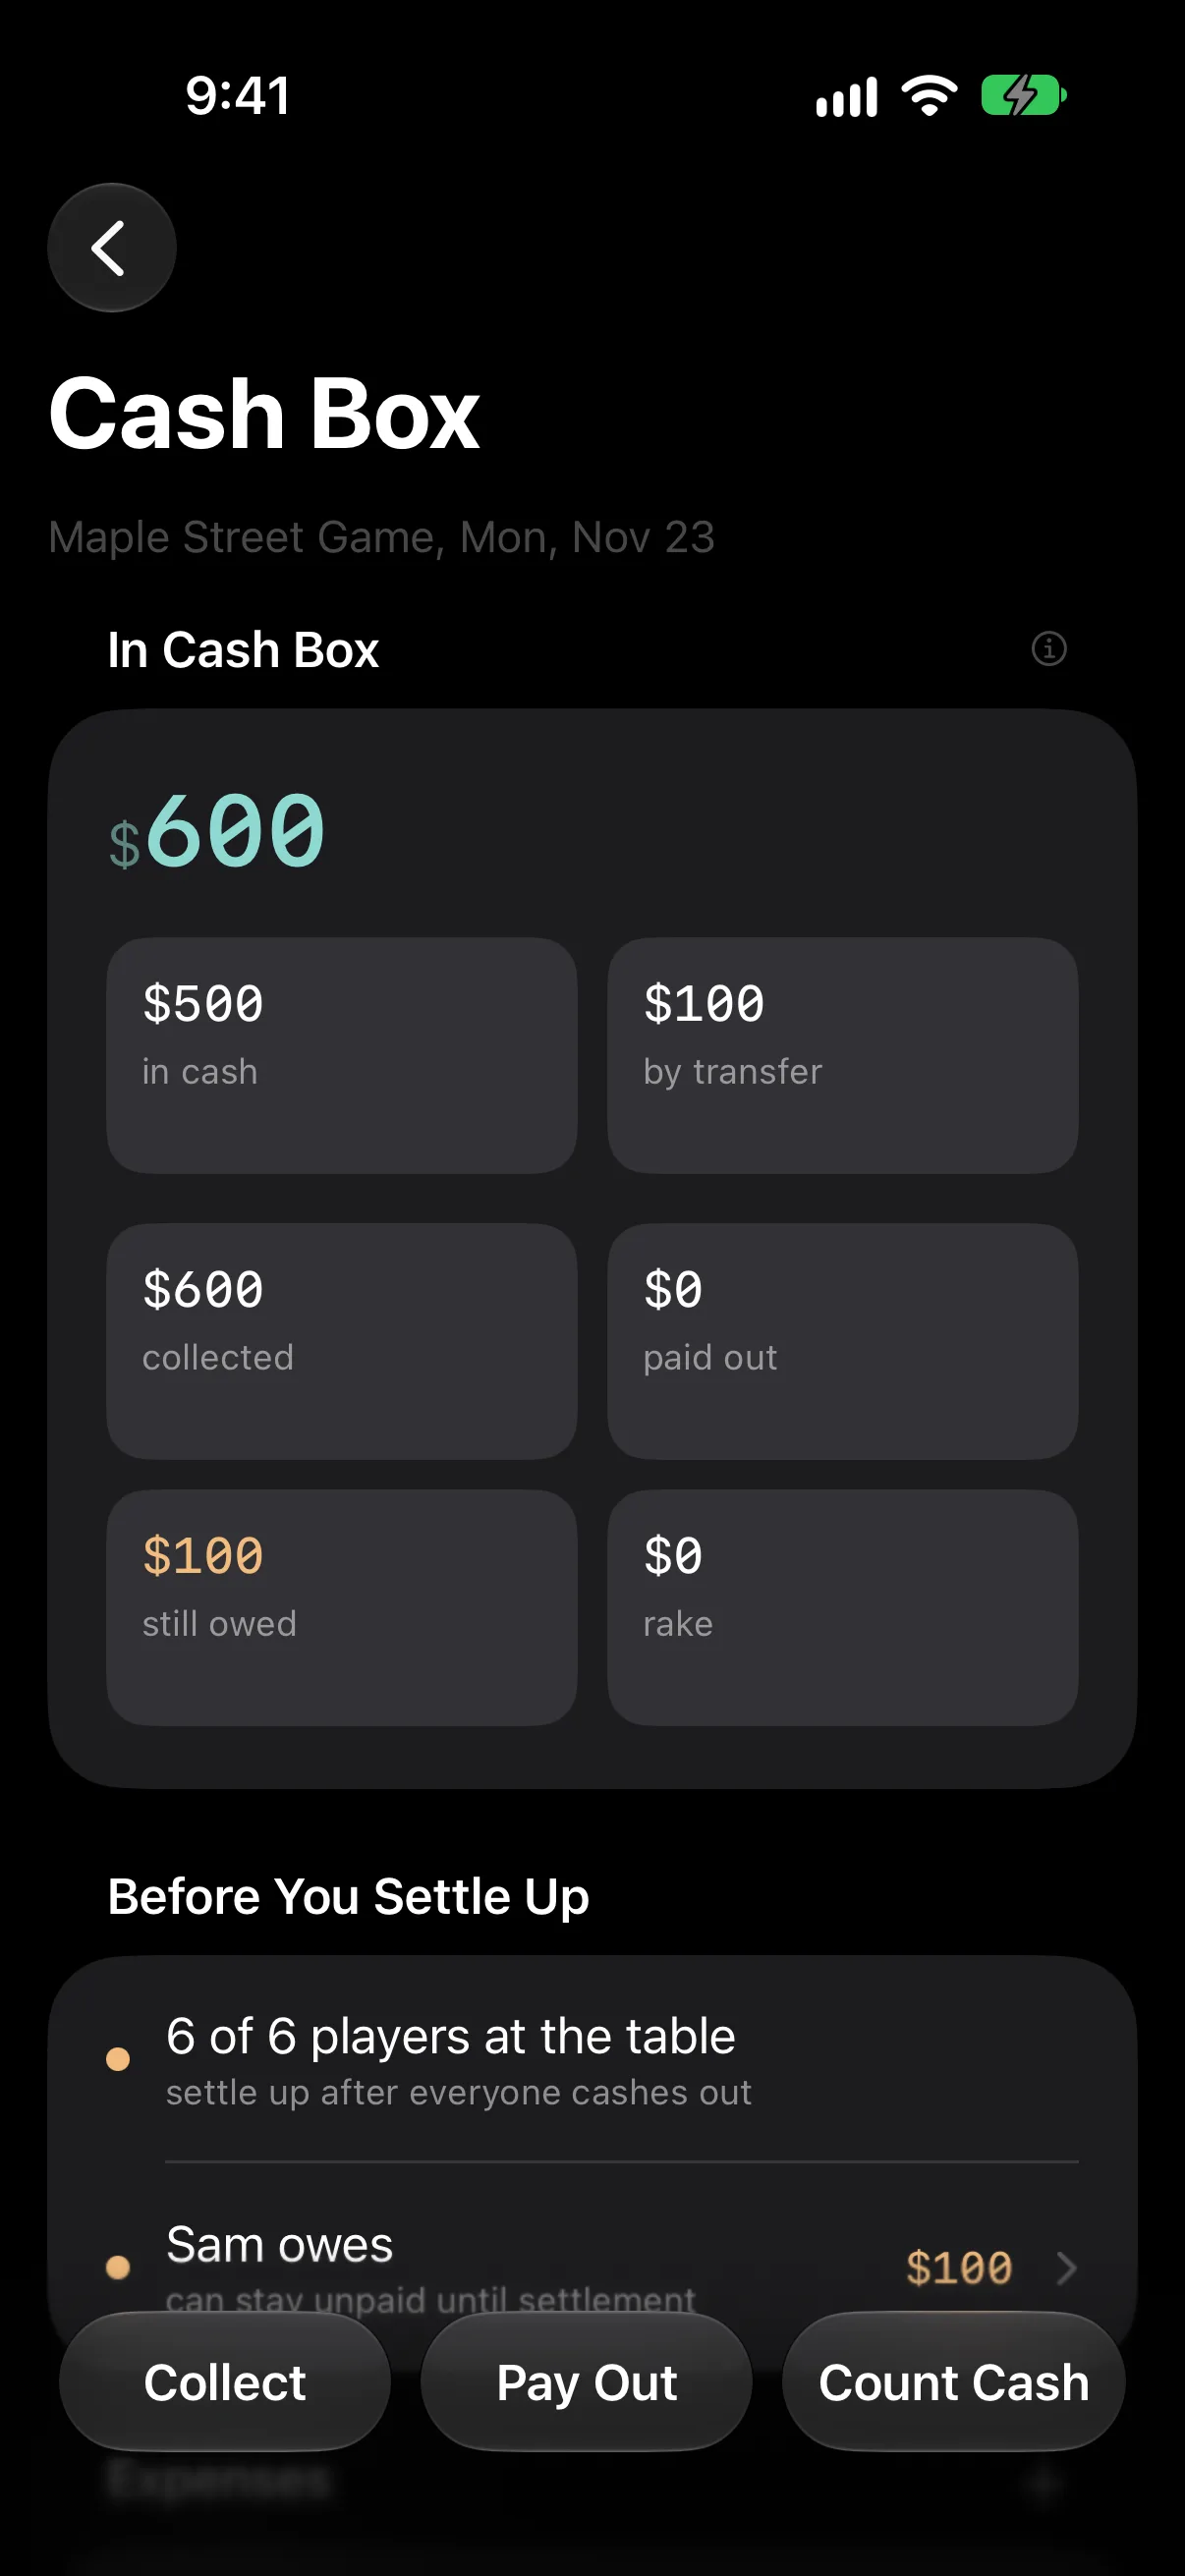 9:41
Cash Box
Maple Street Game, Mon, Nov 23
In Cash Box
$600
$500
in cash
$100
by transfer
$600
collected
$0
paid out
$100
still owed
$0
rake
Before You Settle Up
6 of 6 players at the table
settle up after everyone cashes out
Sam owes
$100
can stay unpaid until settlement
Collect
Pay Out
Count Cash
Expenses